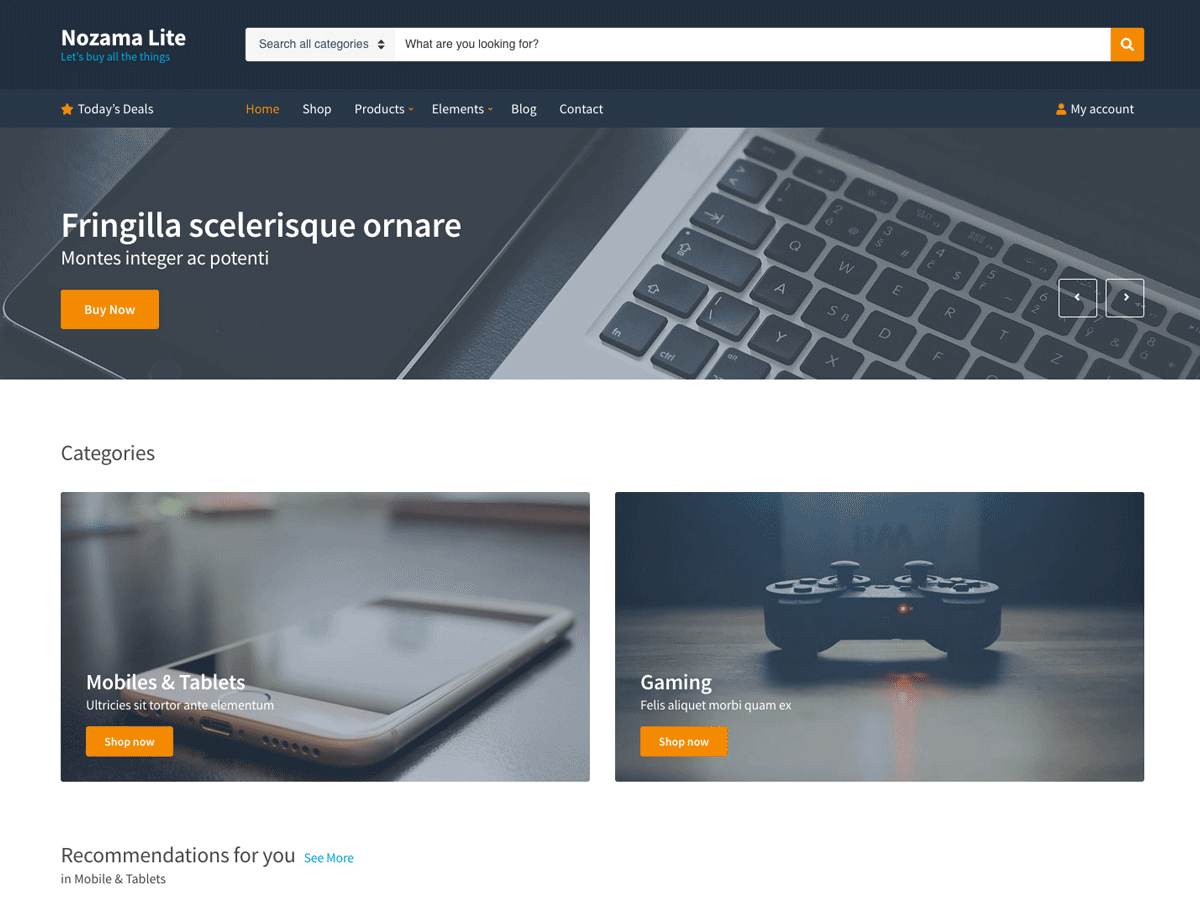 Nozama Lite
Let's buy all the things
Search all categories
What are you looking for?
Today's Deals
Home
Shop
Products
Elements
Blog
Contact
My account
Fringilla scelerisque ornare
Montes integer ac potenti
Buy Now
Q
W
E
R
T
Z
A
S
D
F
Y
X
fn
ctrl
alt
Categories
Mobiles & Tablets
Ultricies sit tortor ante elementum
Shop now
Gaming
Felis aliquet morbi quam ex
Shop now
Recommendations for you See More
in Mobile & Tablets